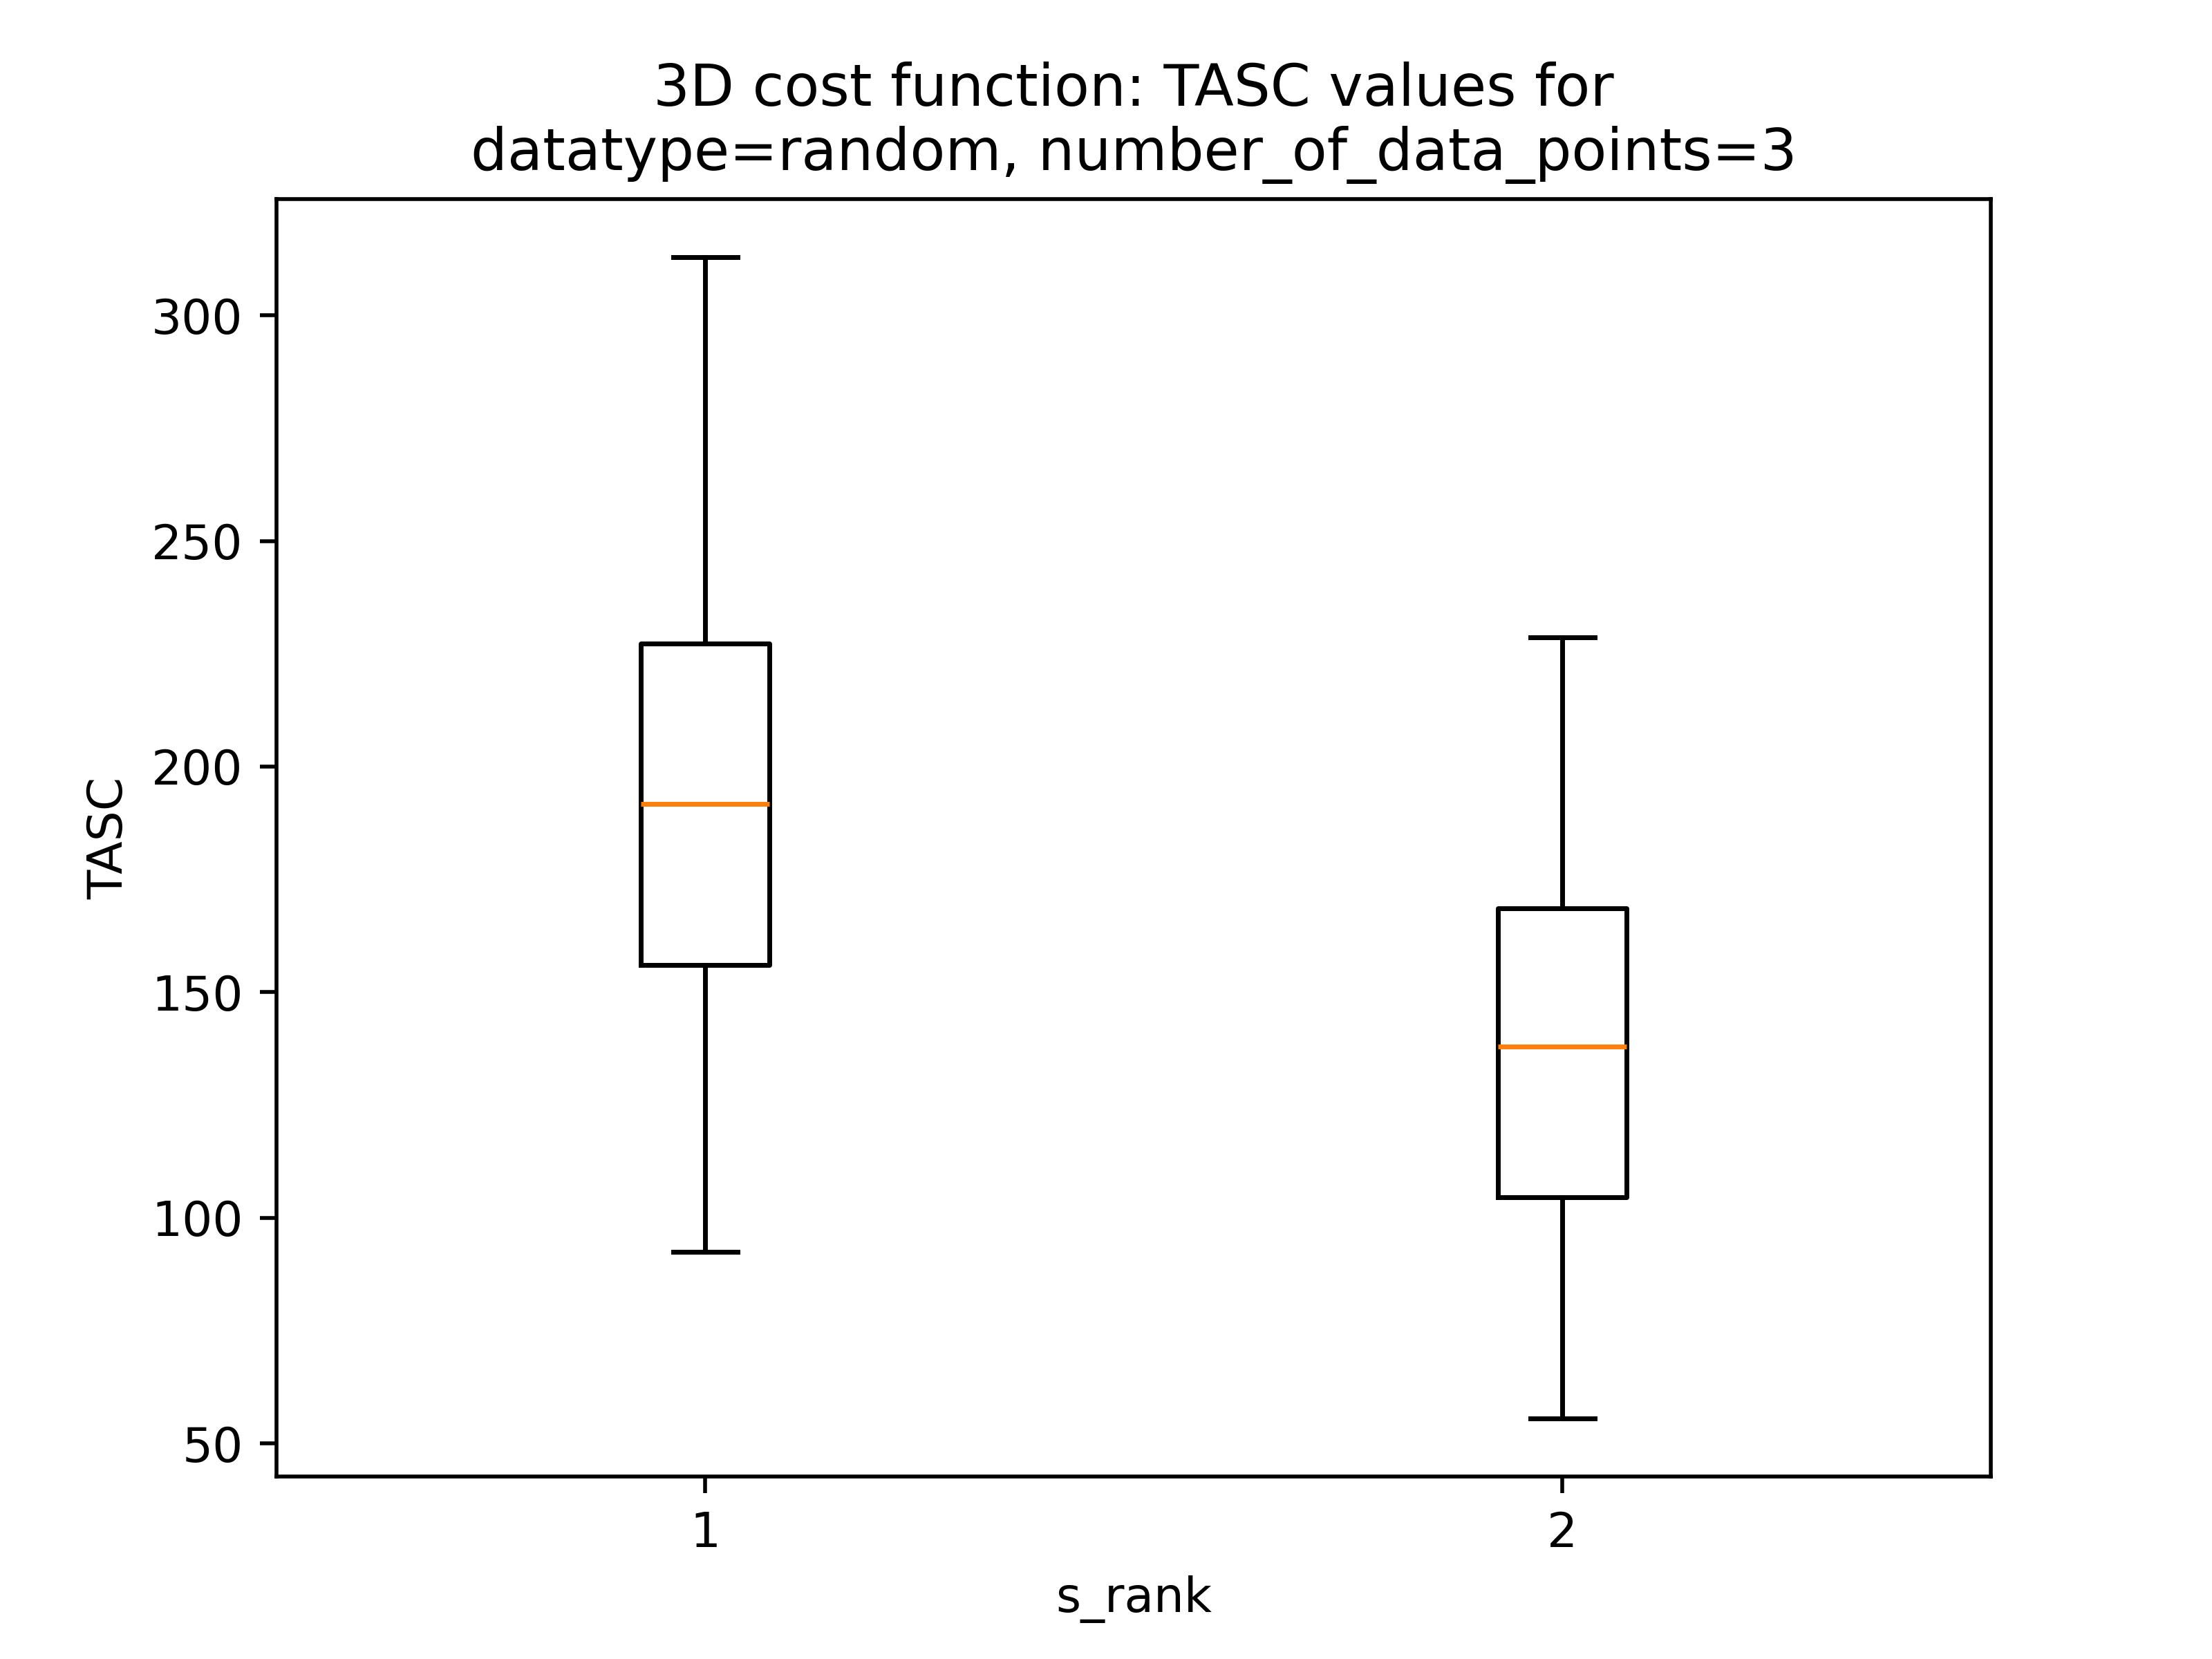 3D cost function: TASC values for
datatype=random, number_of_data_points=3
300
250
200
150
100
50
TASC
1
2
s_rank